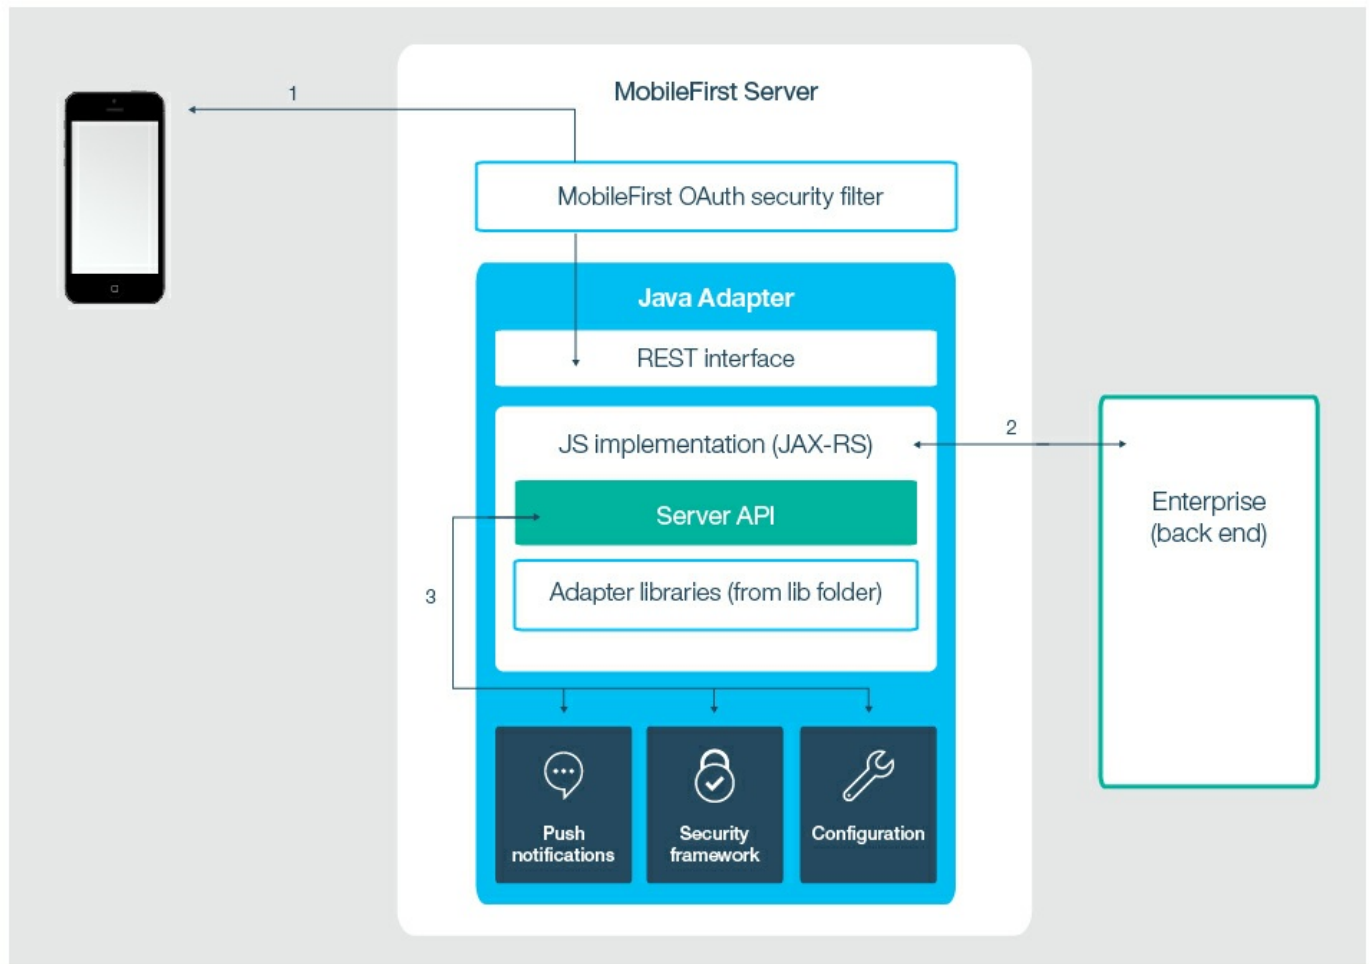 MobileFirst Server
1
MobileFirst OAuth security filter
Java Adapter
REST interface
JS implementation (JAX-RS)
2
Server API
Enterprise
(back end)
Adapter libraries (from lib folder)
3
Push
notifications
Security
framework
Configuration